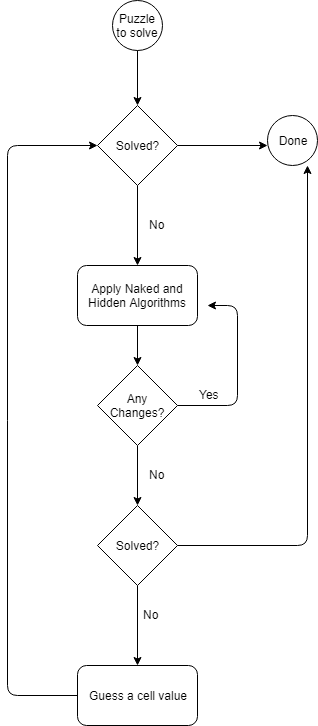 Puzzle
to solve
Solved?
Done
No
Apply Naked and
Hidden Algorithms
Any
Changes?
Yes
No
Solved?
No
Guess a cell value